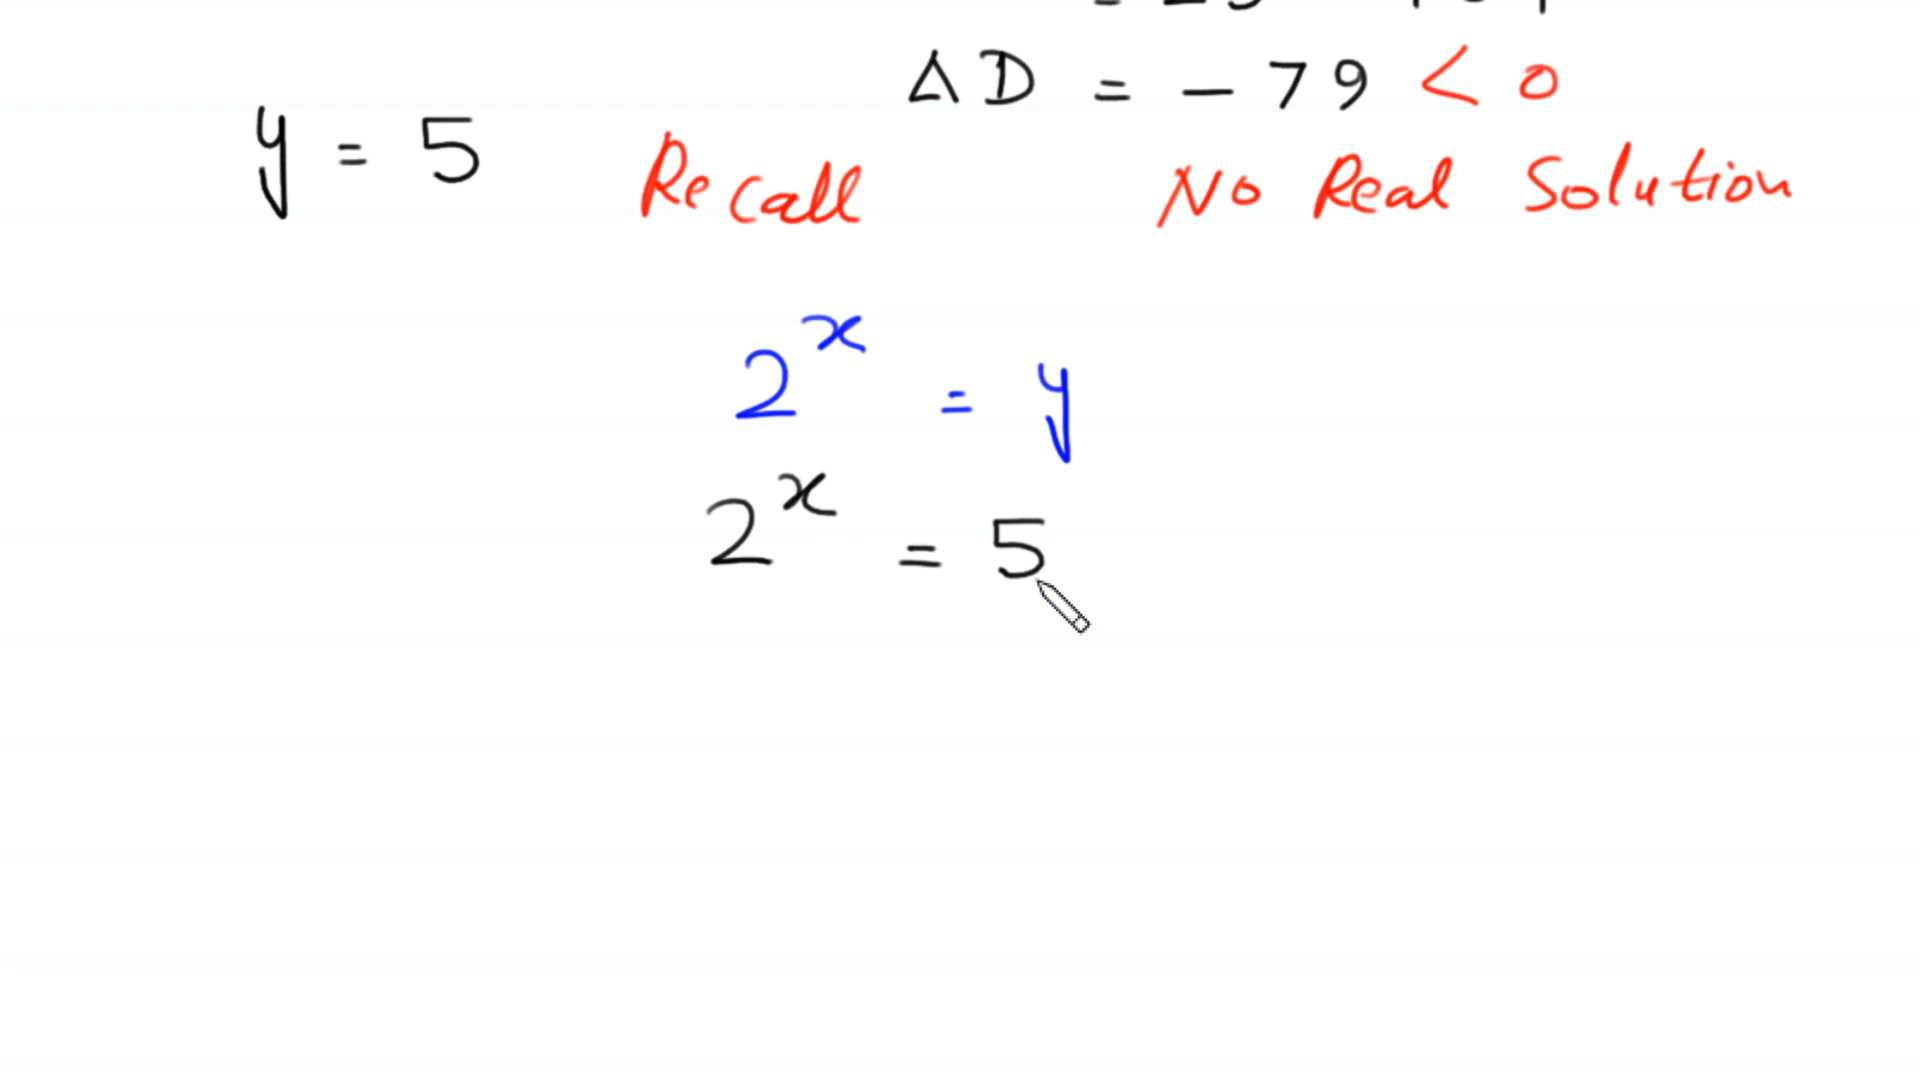 ΔD = - 79 < 0
y = 5 Recall No Real Solution
2^x = y
2^x = 5